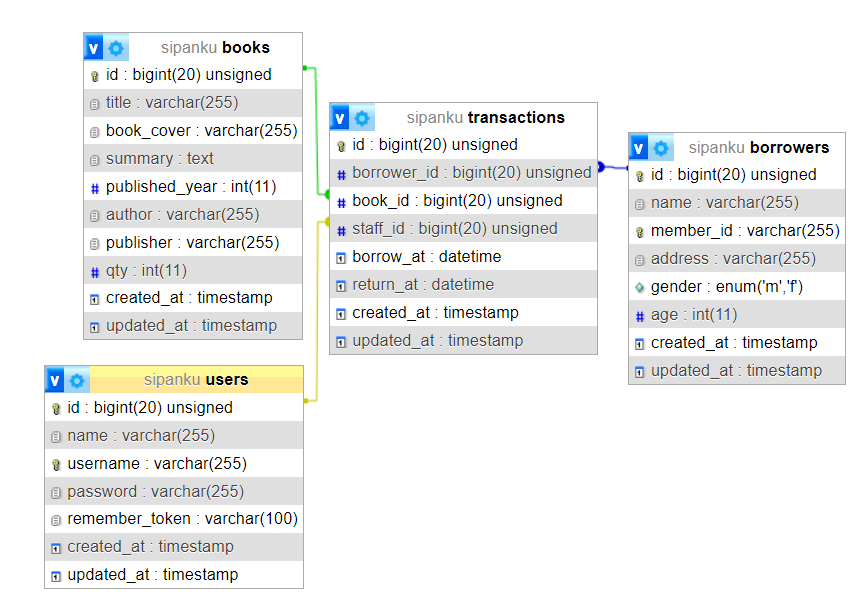 v sipanku books
id : bigint(20) unsigned
title : varchar(255)
book_cover : varchar(255)
summary : text
published_year : int(11)
author : varchar(255)
publisher : varchar(255)
qty : int(11)
created_at : timestamp
updated_at : timestamp
v sipanku transactions
id : bigint(20) unsigned
borrower_id : bigint(20) unsigned
book_id : bigint(20) unsigned
staff_id : bigint(20) unsigned
borrow_at : datetime
return_at : datetime
created_at : timestamp
updated_at : timestamp
v sipanku borrowers
id : bigint(20) unsigned
name : varchar(255)
member_id : varchar(255)
address : varchar(255)
gender : enum('m','f')
age : int(11)
created_at : timestamp
updated_at : timestamp
v sipanku users
id : bigint(20) unsigned
name : varchar(255)
username : varchar(255)
password : varchar(255)
remember_token : varchar(100)
created_at : timestamp
updated_at : timestamp